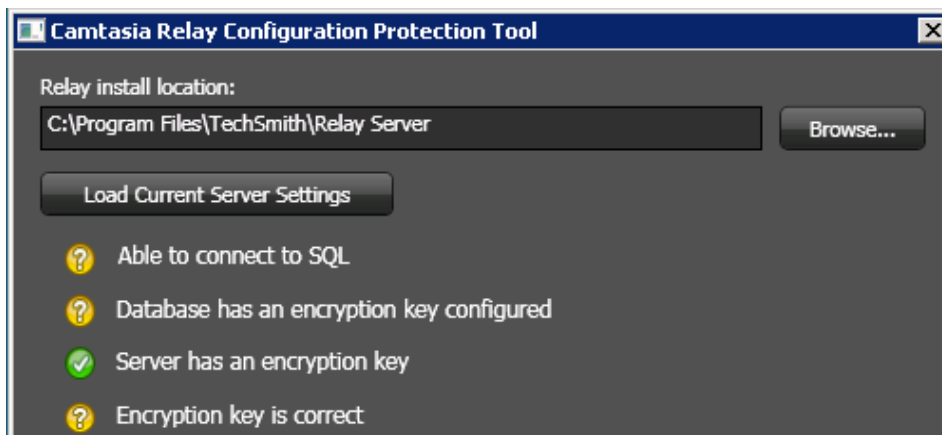 Camtasia Relay Configuration Protection Tool
Relay install location:
C:\Program Files\TechSmith\Relay Server
Browse...
Load Current Server Settings
Able to connect to SQL
Database has an encryption key configured
Server has an encryption key
Encryption key is correct